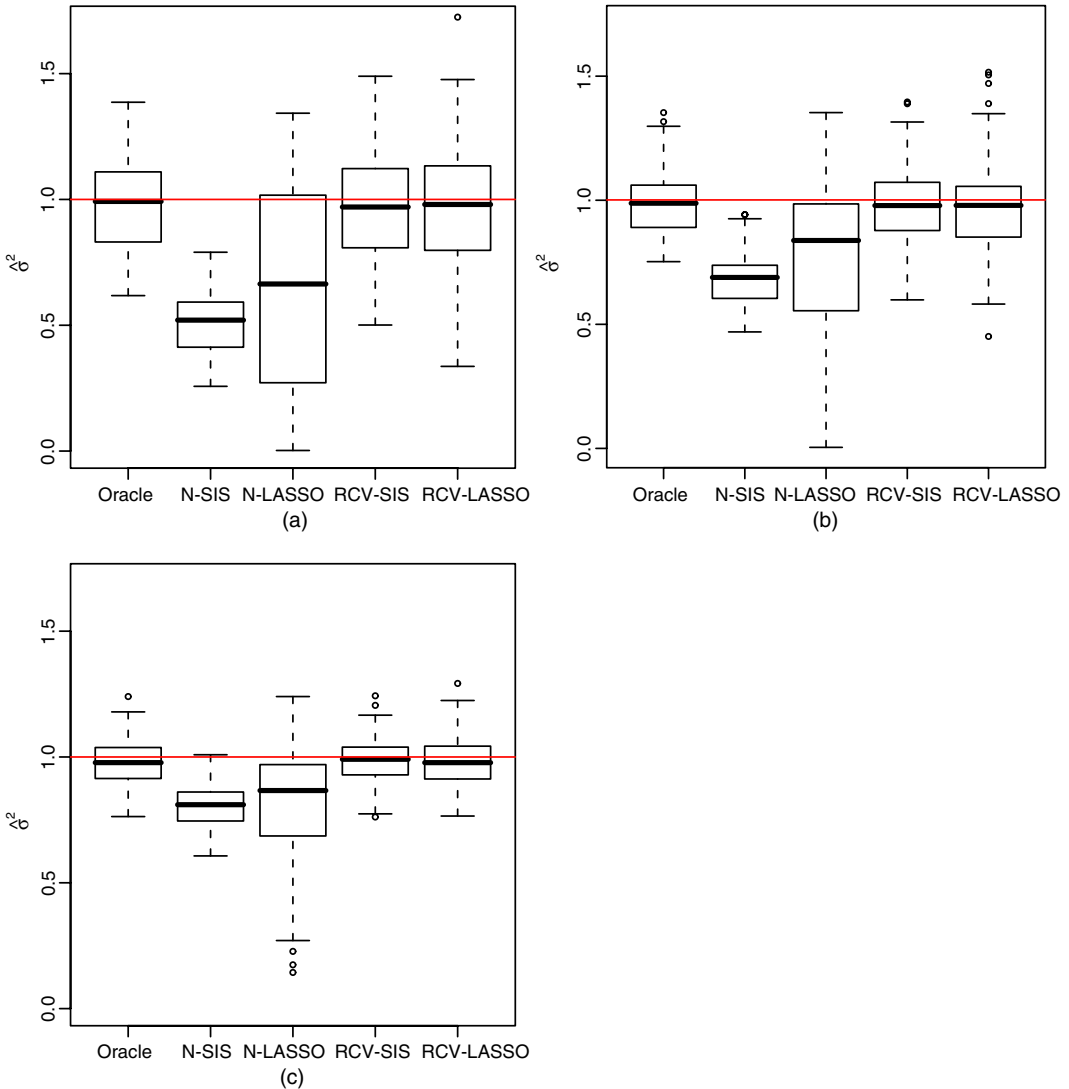 1.5
1.0
0.5
0.0
σ̂²
Oracle N-SIS N-LASSO RCV-SIS RCV-LASSO
(a)
1.5
1.0
0.5
0.0
σ̂²
Oracle N-SIS N-LASSO RCV-SIS RCV-LASSO
(b)
1.5
1.0
0.5
0.0
σ̂²
Oracle N-SIS N-LASSO RCV-SIS RCV-LASSO
(c)